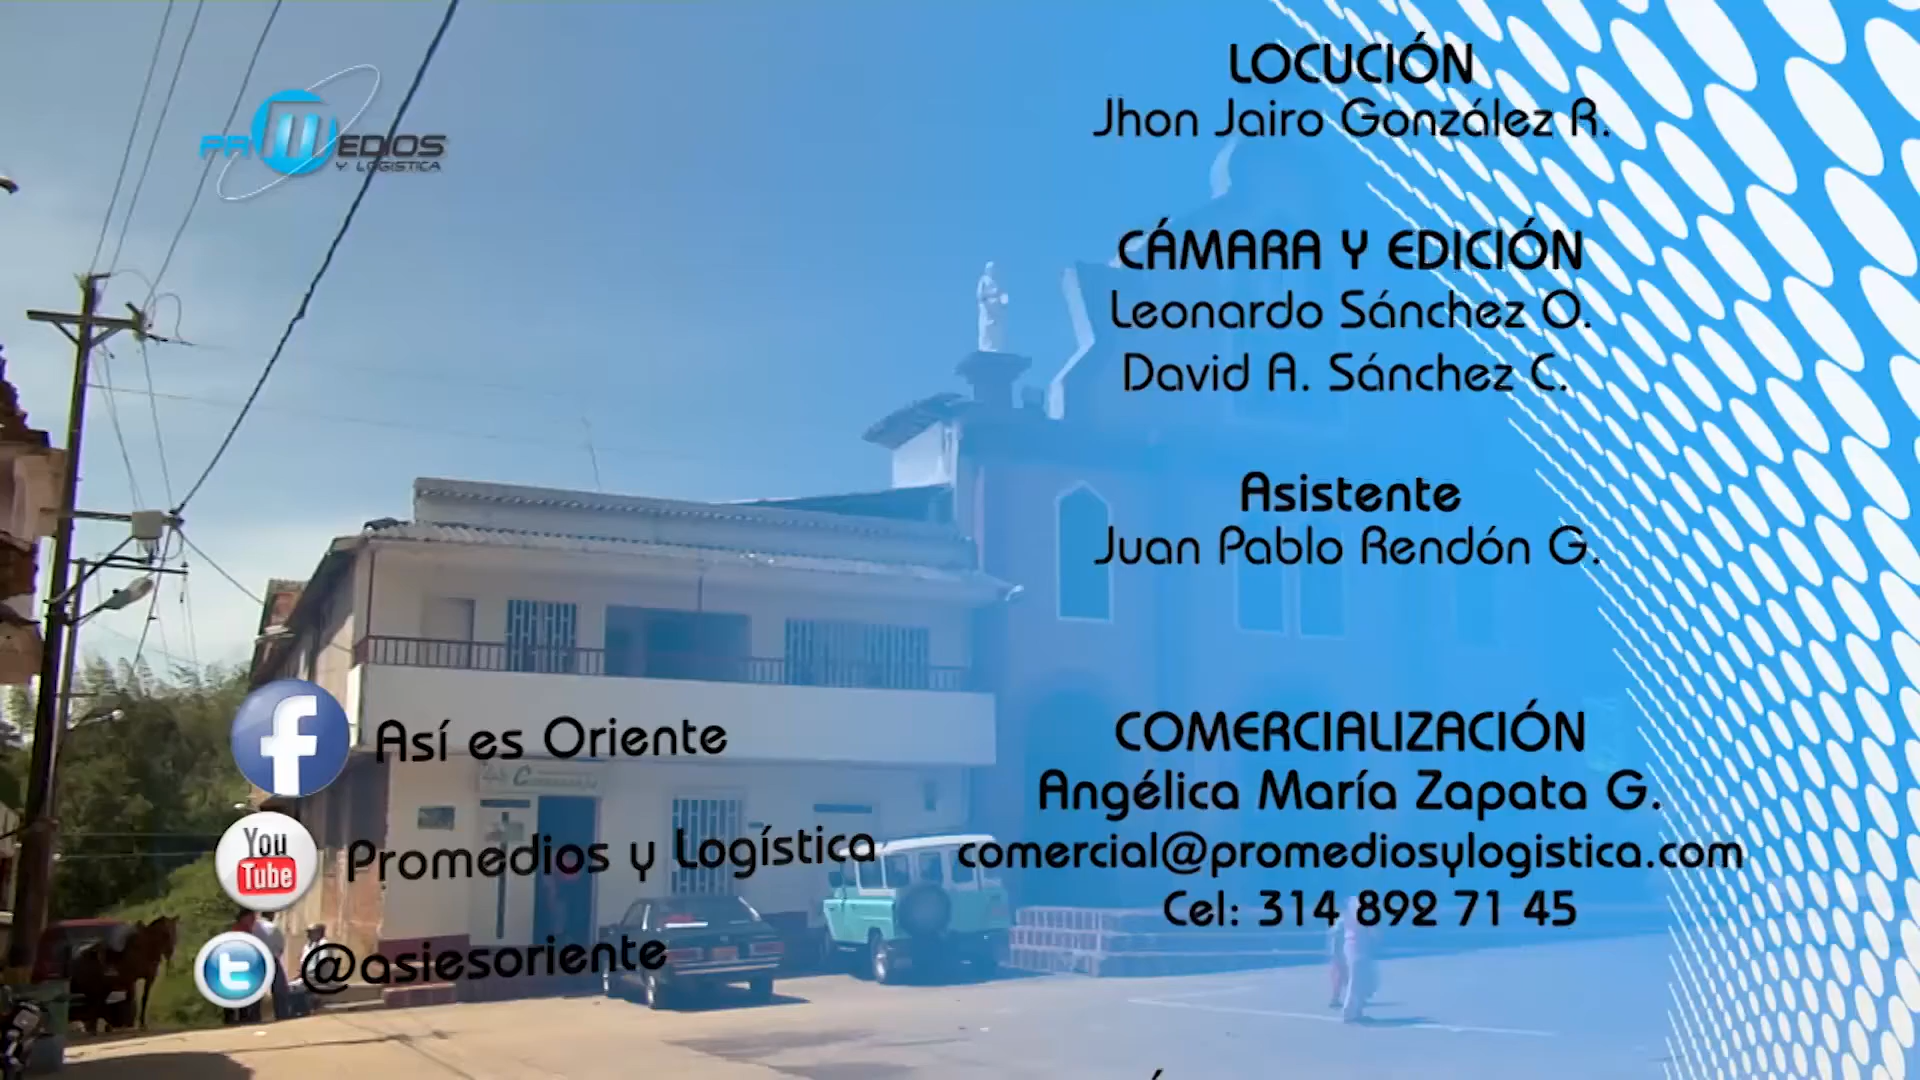 PROMEDIOS
Y LOGISTICA
LOCUCIÓN
Jhon Jairo González R.
CÁMARA Y EDICIÓN
Leonardo Sánchez O.
David A. Sánchez C.
Asistente
Juan Pablo Rendón G.
COMERCIALIZACIÓN
Angélica María Zapata G.
comercial@promediosylogistica.com
Cel: 314 892 71 45
f Así es Oriente
You
Tube
Promedios y Logística
t @asiesoriente